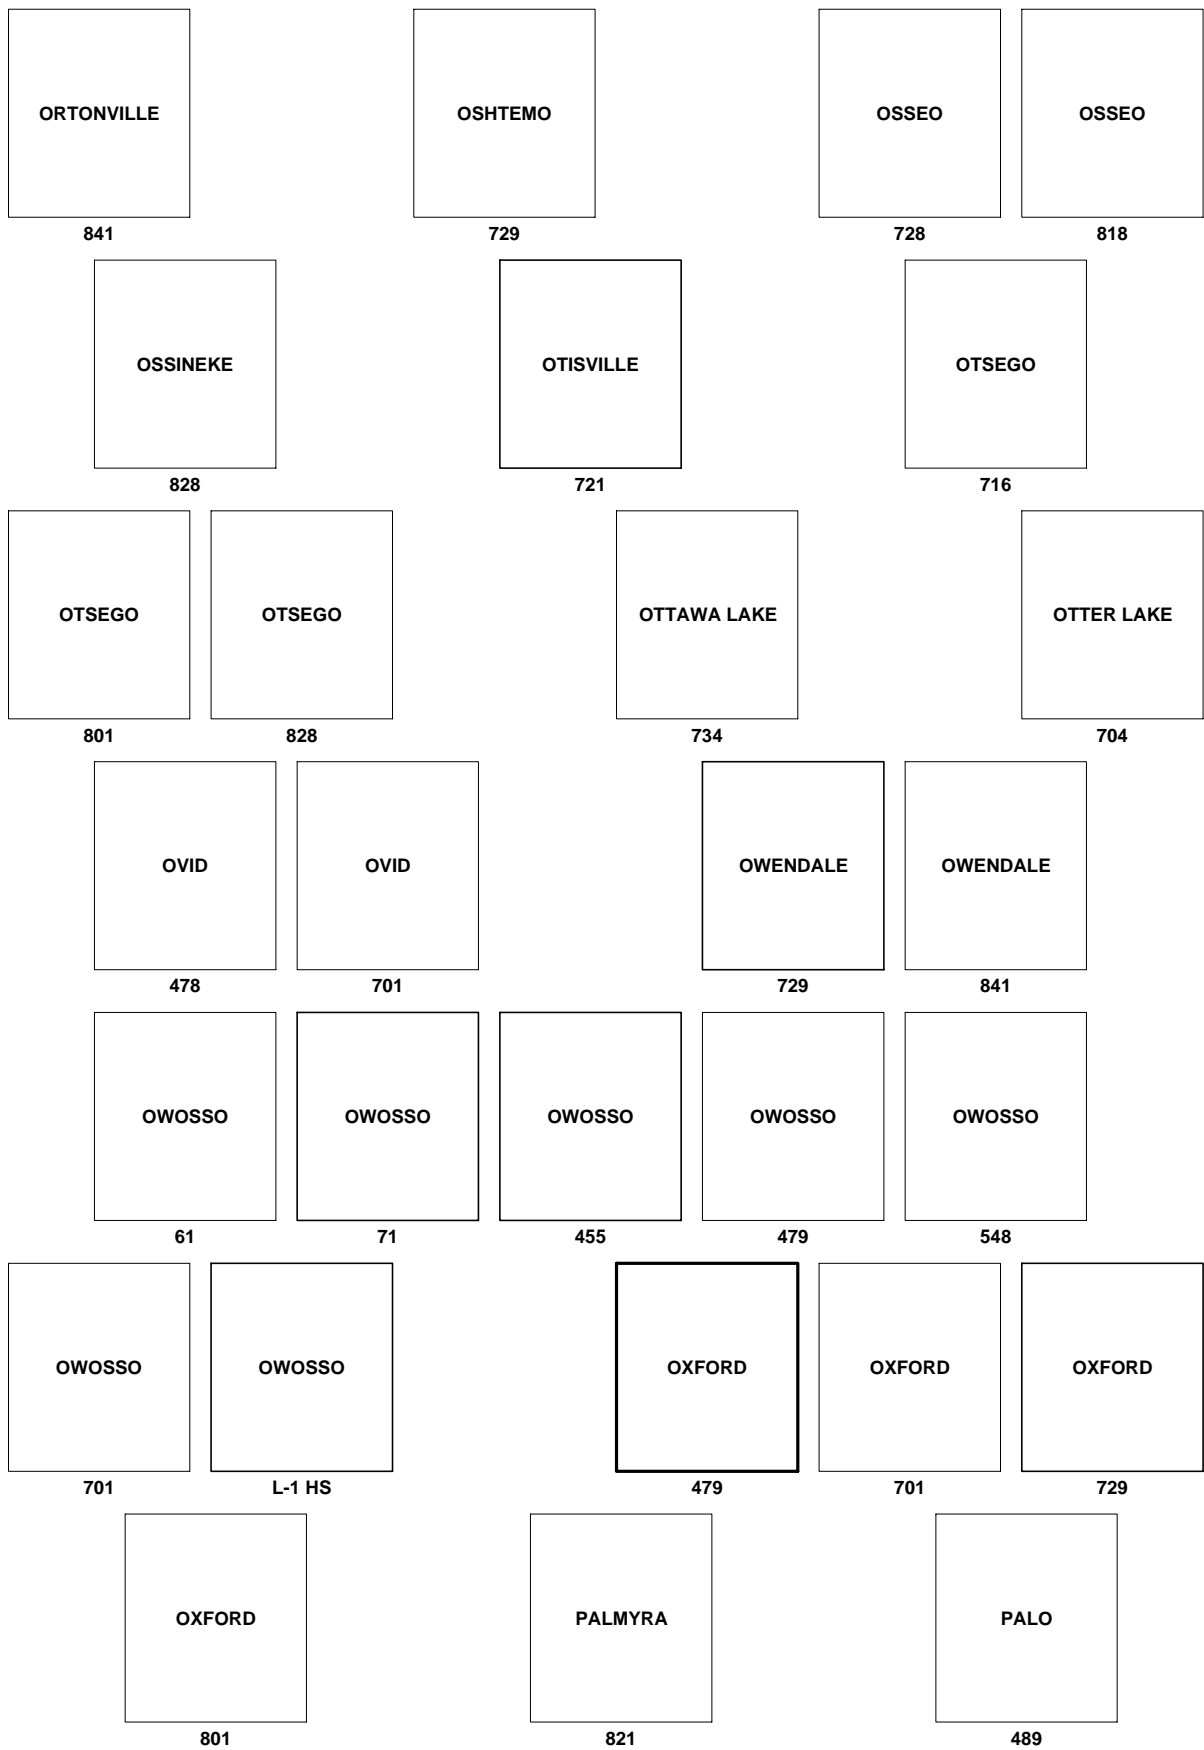 ORTONVILLE OSHTEMO OSSEO OSSEO
841 729 728 818
OSSINEKE OTISVILLE OTSEGO
828 721 716
OTSEGO OTSEGO OTTAWA LAKE OTTER LAKE
801 828 734 704
OVID OVID OWENDALE OWENDALE
478 701 729 841
OWOSSO OWOSSO OWOSSO OWOSSO OWOSSO
61 71 455 479 548
OWOSSO OWOSSO OXFORD OXFORD OXFORD
701 L-1 HS 479 701 729
OXFORD PALMYRA PALO
801 821 489